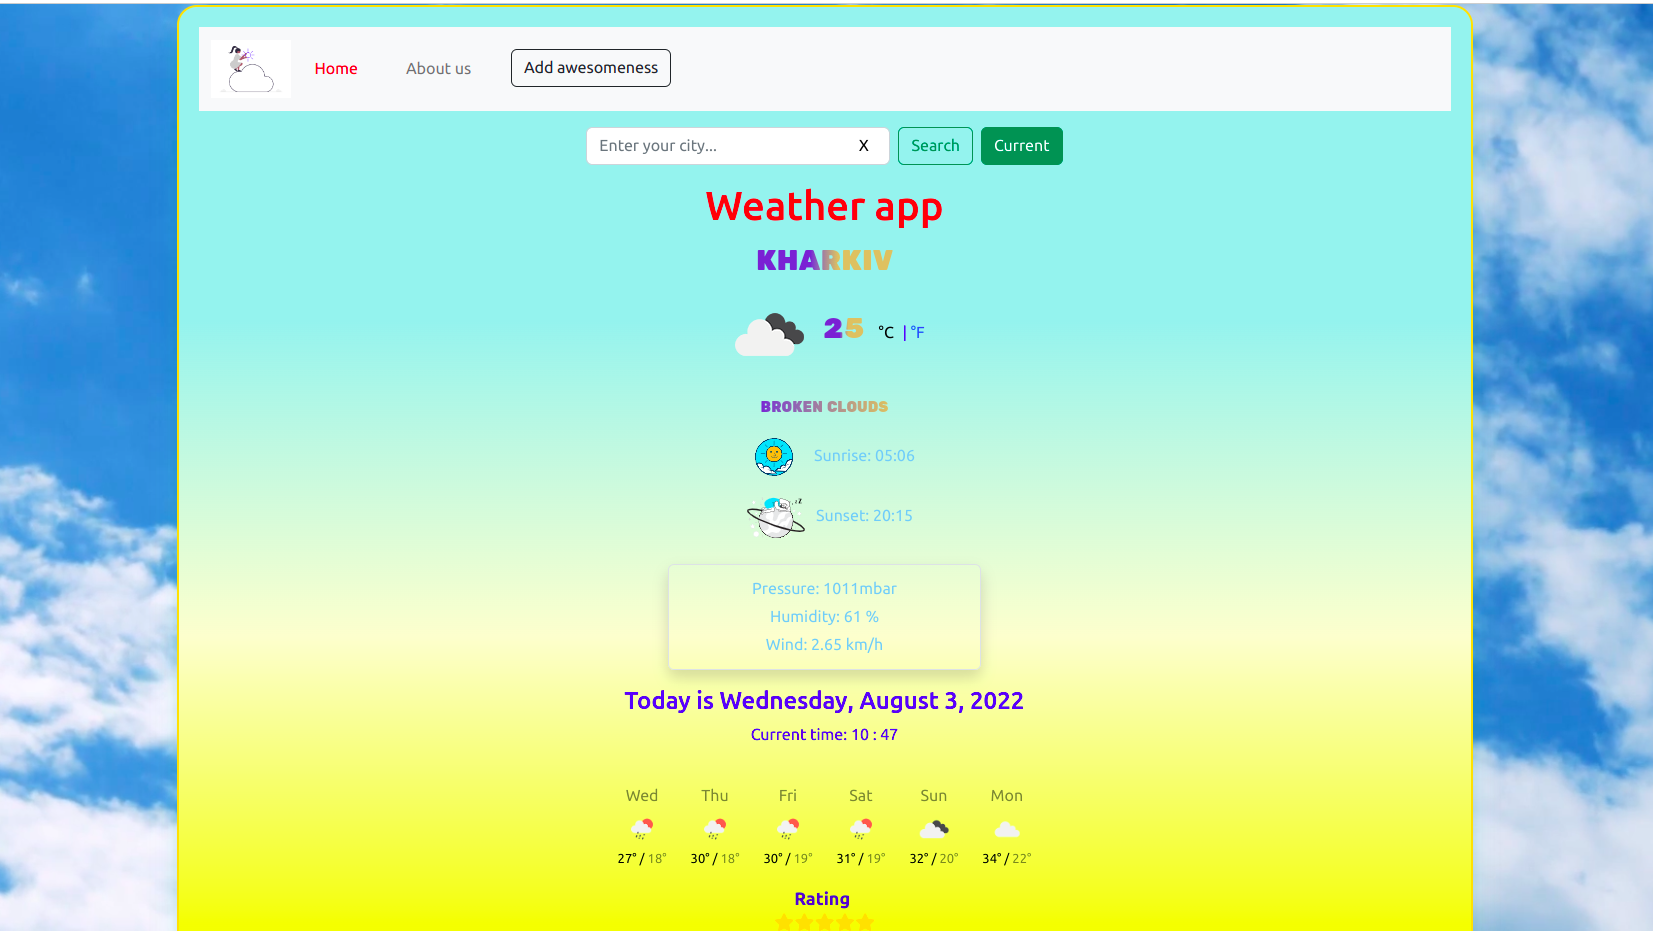 Home About us Add awesomeness
Enter your city... X Search Current
Weather app
KHARKIV
25 °C | °F
BROKEN CLOUDS
Sunrise: 05:06
Sunset: 20:15
Pressure: 1011mbar
Humidity: 61 %
Wind: 2.65 km/h
Today is Wednesday, August 3, 2022
Current time: 10 : 47
Wed Thu Fri Sat Sun Mon
27° / 18° 30° / 18° 30° / 19° 31° / 19° 32° / 20° 34° / 22°
Rating